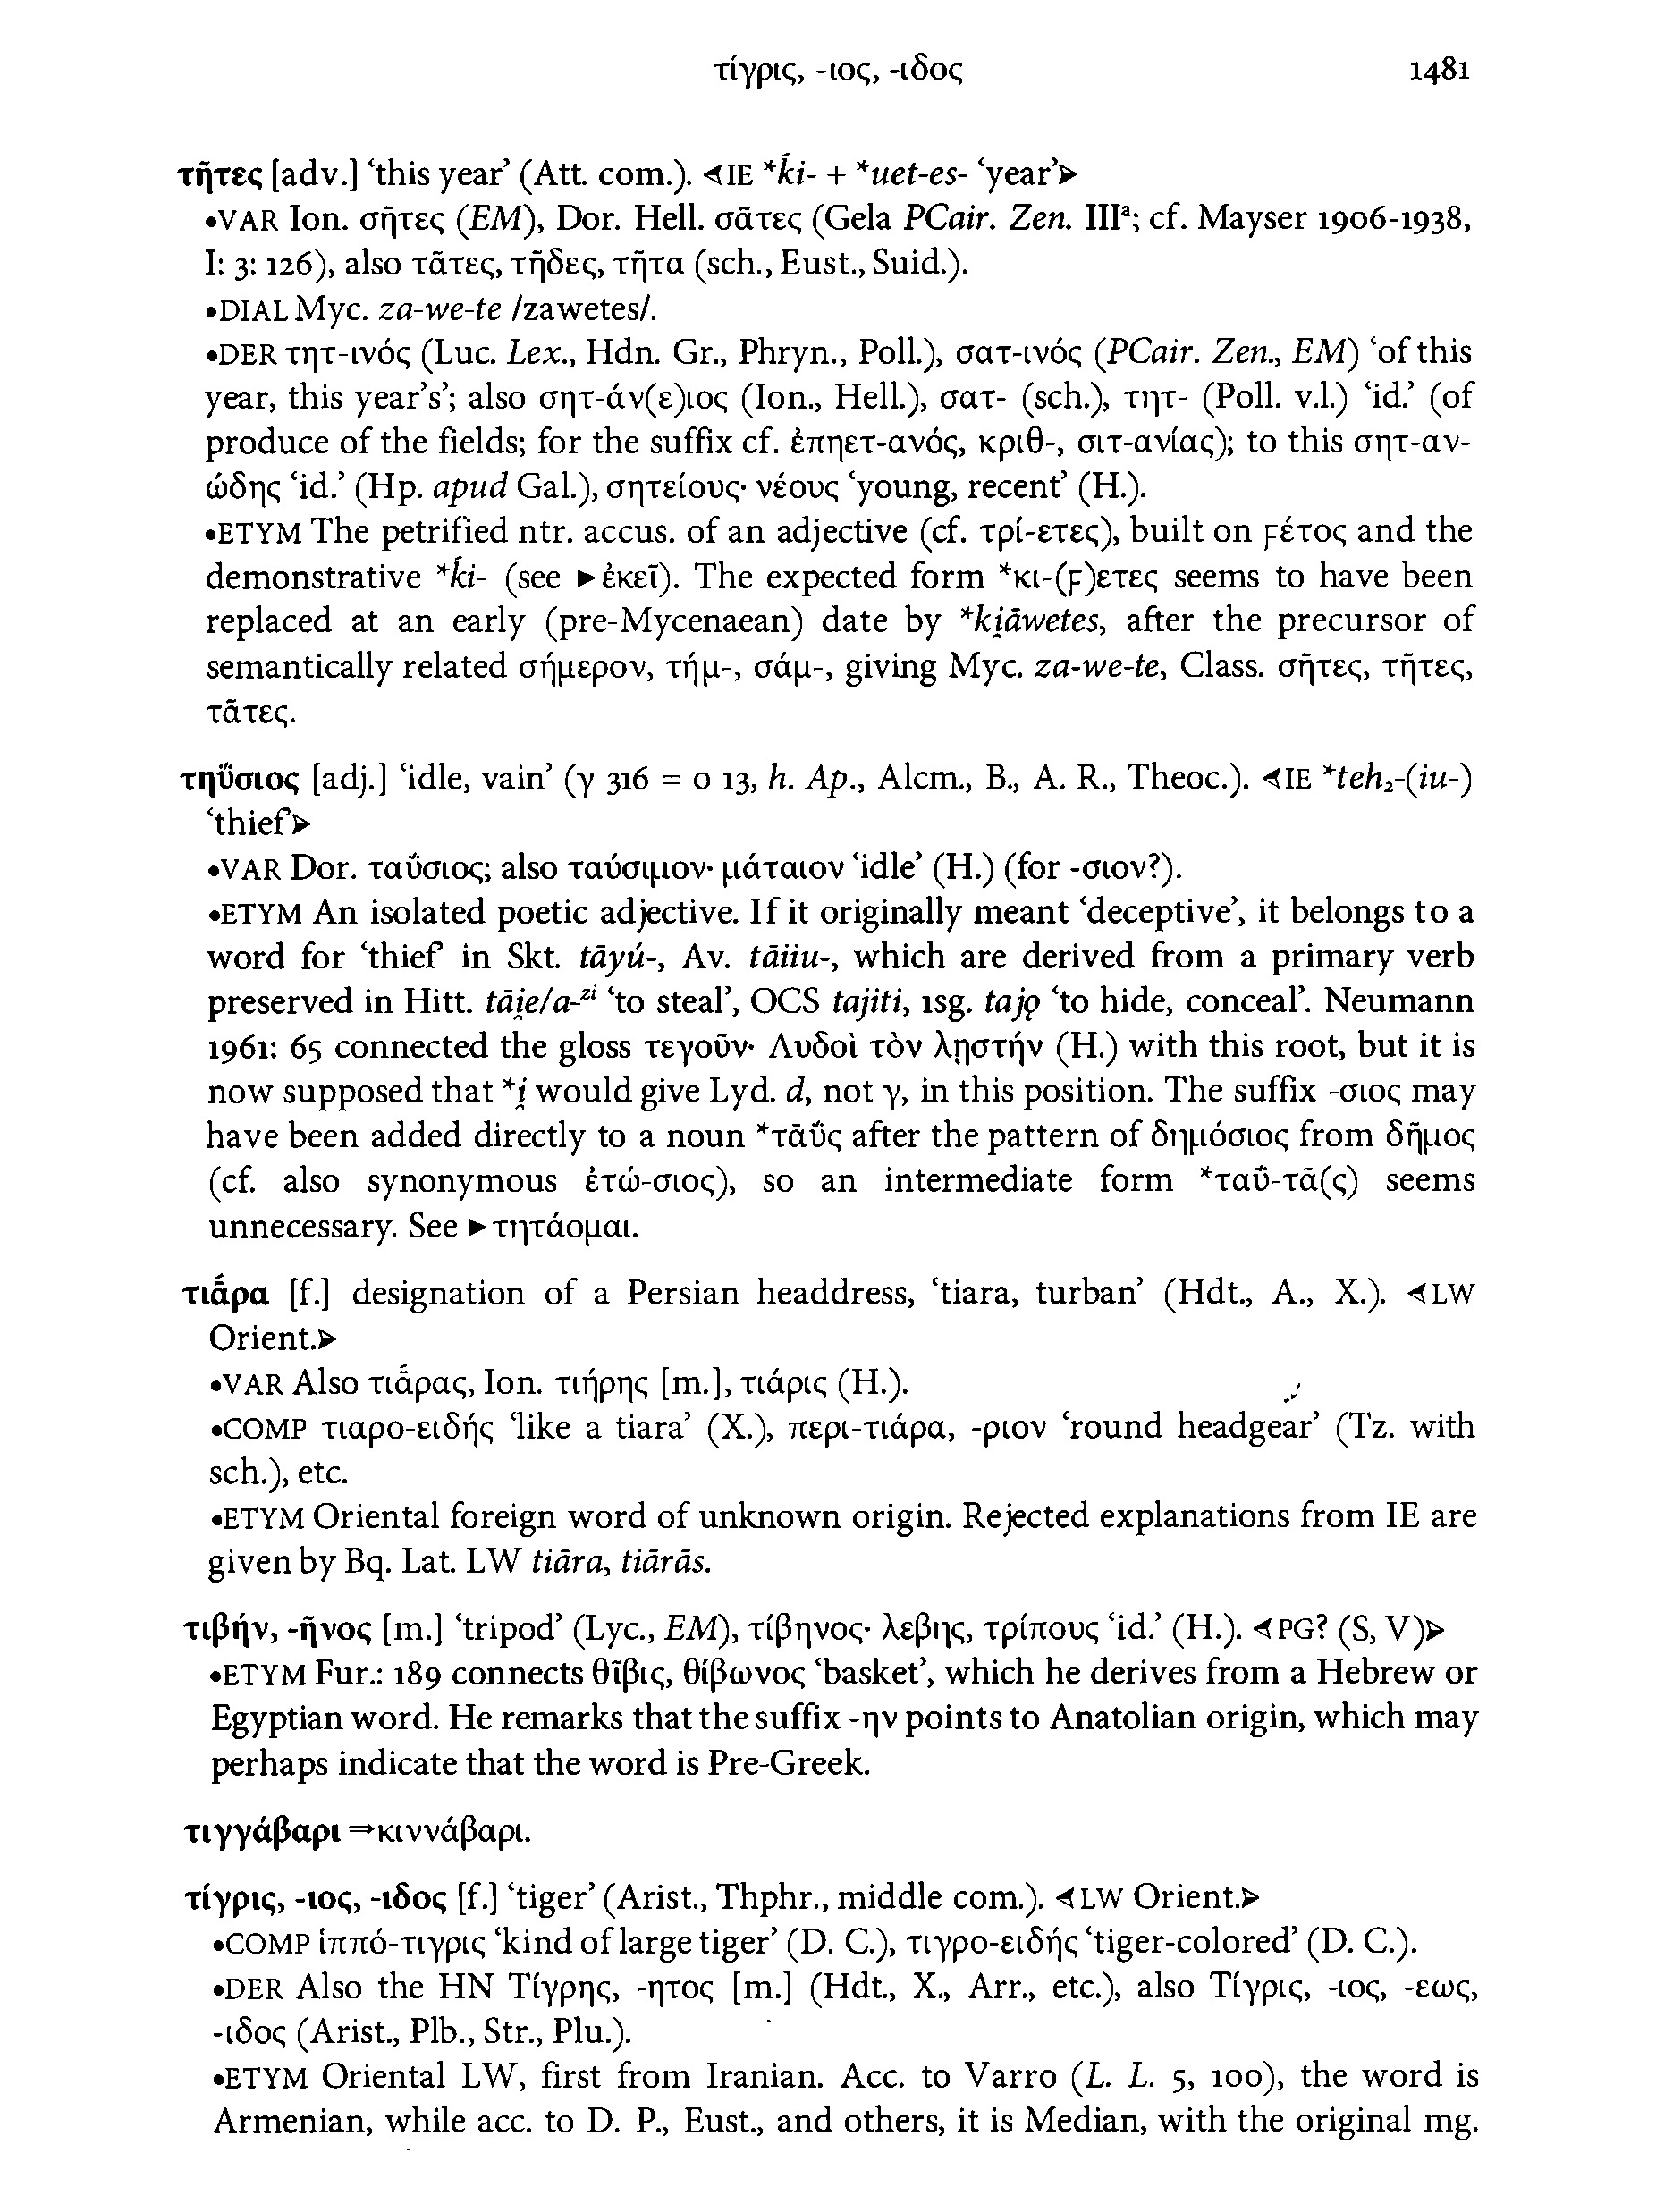 τίγρις, -ιος, -ιδος 1481
τῆτες [adv.] ‘this year’ (Att. com.). ⋖IE *ḱi- + *uet-es- ‘year’⋗
•VAR Ion. σῆτες (EM), Dor. Hell. σᾶτες (Gela PCair. Zen. IIIᵃ; cf. Mayser 1906-1938,
I: 3: 126), also τᾶτες, τῆδες, τῆτα (sch., Eust., Suid.).
•DIAL Myc. za-we-te /zawetes/.
•DER τητ-ινός (Luc. Lex., Hdn. Gr., Phryn., Poll.), σατ-ινός (PCair. Zen., EM) ‘of this
year, this year’s’; also σητ-άν(ε)ιος (Ion., Hell.), σατ- (sch.), τητ- (Poll. v.l.) ‘id.’ (of
produce of the fields; for the suffix cf. ἐπηετ-ανός, κριθ-, σιτ-ανίας); to this σητ-αν-
ώδης ‘id.’ (Hp. apud Gal.), σητείους· νέους ‘young, recent’ (H.).
•ETYM The petrified ntr. accus. of an adjective (cf. τρί-ετες), built on ϝέτος and the
demonstrative *ḱi- (see ►ἐκεῖ). The expected form *κι-(ϝ)ετες seems to have been
replaced at an early (pre-Mycenaean) date by *ki̯āwetes, after the precursor of
semantically related σήμερον, τήμ-, σάμ-, giving Myc. za-we-te, Class. σῆτες, τῆτες,
τᾶτες.
τηΰσιος [adj.] ‘idle, vain’ (γ 316 = ο 13, h. Ap., Alcm., B., A. R., Theoc.). ⋖IE *teh₂-(iu-)
‘thief’⋗
•VAR Dor. ταΰσιος; also ταύσιμον· μάταιον ‘idle’ (H.) (for -σιον?).
•ETYM An isolated poetic adjective. If it originally meant ‘deceptive’, it belongs to a
word for ‘thief’ in Skt. tāyú-, Av. tāiiu-, which are derived from a primary verb
preserved in Hitt. tāi̯e/a-ᶻⁱ ‘to steal’, OCS tajiti, 1sg. tajǫ ‘to hide, conceal’. Neumann
1961: 65 connected the gloss τεγοῦν· Λυδοὶ τὸν λῃστήν (H.) with this root, but it is
now supposed that *i̯ would give Lyd. d, not γ, in this position. The suffix -σιος may
have been added directly to a noun *τᾱΰς after the pattern of δημόσιος from δῆμος
(cf. also synonymous ἐτώ-σιος), so an intermediate form *ταΰ-τᾱ(ς) seems
unnecessary. See ►τητάομαι.
τιᾱ́ρα [f.] designation of a Persian headdress, ‘tiara, turban’ (Hdt., A., X.). ⋖LW
Orient.⋗
•VAR Also τιᾱ́ρας, Ion. τιήρης [m.], τιάρις (H.).
•COMP τιαρο-ειδής ‘like a tiara’ (X.), περι-τιάρα, -ριον ‘round headgear’ (Tz. with
sch.), etc.
•ETYM Oriental foreign word of unknown origin. Rejected explanations from IE are
given by Bq. Lat. LW tiāra, tiārās.
τιβήν, -ῆνος [m.] ‘tripod’ (Lyc., EM), τίβηνος· λεβης, τρίπους ‘id.’ (H.). ⋖PG? (S, V)⋗
•ETYM Fur.: 189 connects θῖβις, θίβωνος ‘basket’, which he derives from a Hebrew or
Egyptian word. He remarks that the suffix -ην points to Anatolian origin, which may
perhaps indicate that the word is Pre-Greek.
τιγγάβαρι ⇒κιννάβαρι.
τίγρις, -ιος, -ιδος [f.] ‘tiger’ (Arist., Thphr., middle com.). ⋖LW Orient.⋗
•COMP ἱππό-τιγρις ‘kind of large tiger’ (D. C.), τιγρο-ειδής ‘tiger-colored’ (D. C.).
•DER Also the HN Τίγρης, -ητος [m.] (Hdt., X., Arr., etc.), also Τίγρις, -ιος, -εως,
-ιδος (Arist., Plb., Str., Plu.).
•ETYM Oriental LW, first from Iranian. Acc. to Varro (L. L. 5, 100), the word is
Armenian, while acc. to D. P., Eust., and others, it is Median, with the original mg.